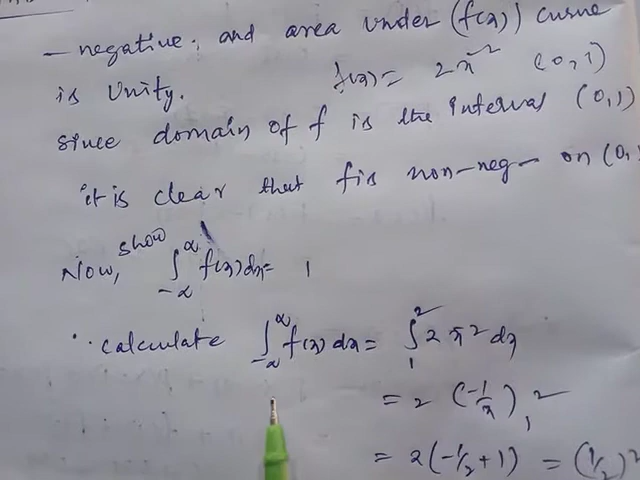 - negative, and area under (f(x)) curve
is Unity. f(x) = 2x^-2 (0,1)
since domain of f is the interval (0,1)
it is clear that f is non-neg- on (0,
Now, show ∫_{-∞}^{∞} f(x) dx = 1
∴ calculate ∫_{-∞}^{∞} f(x) dx = ∫_1^2 2x^2 dx
= 2 (-1/x)_1^2
= 2(-1/2 + 1) = (1/2)2